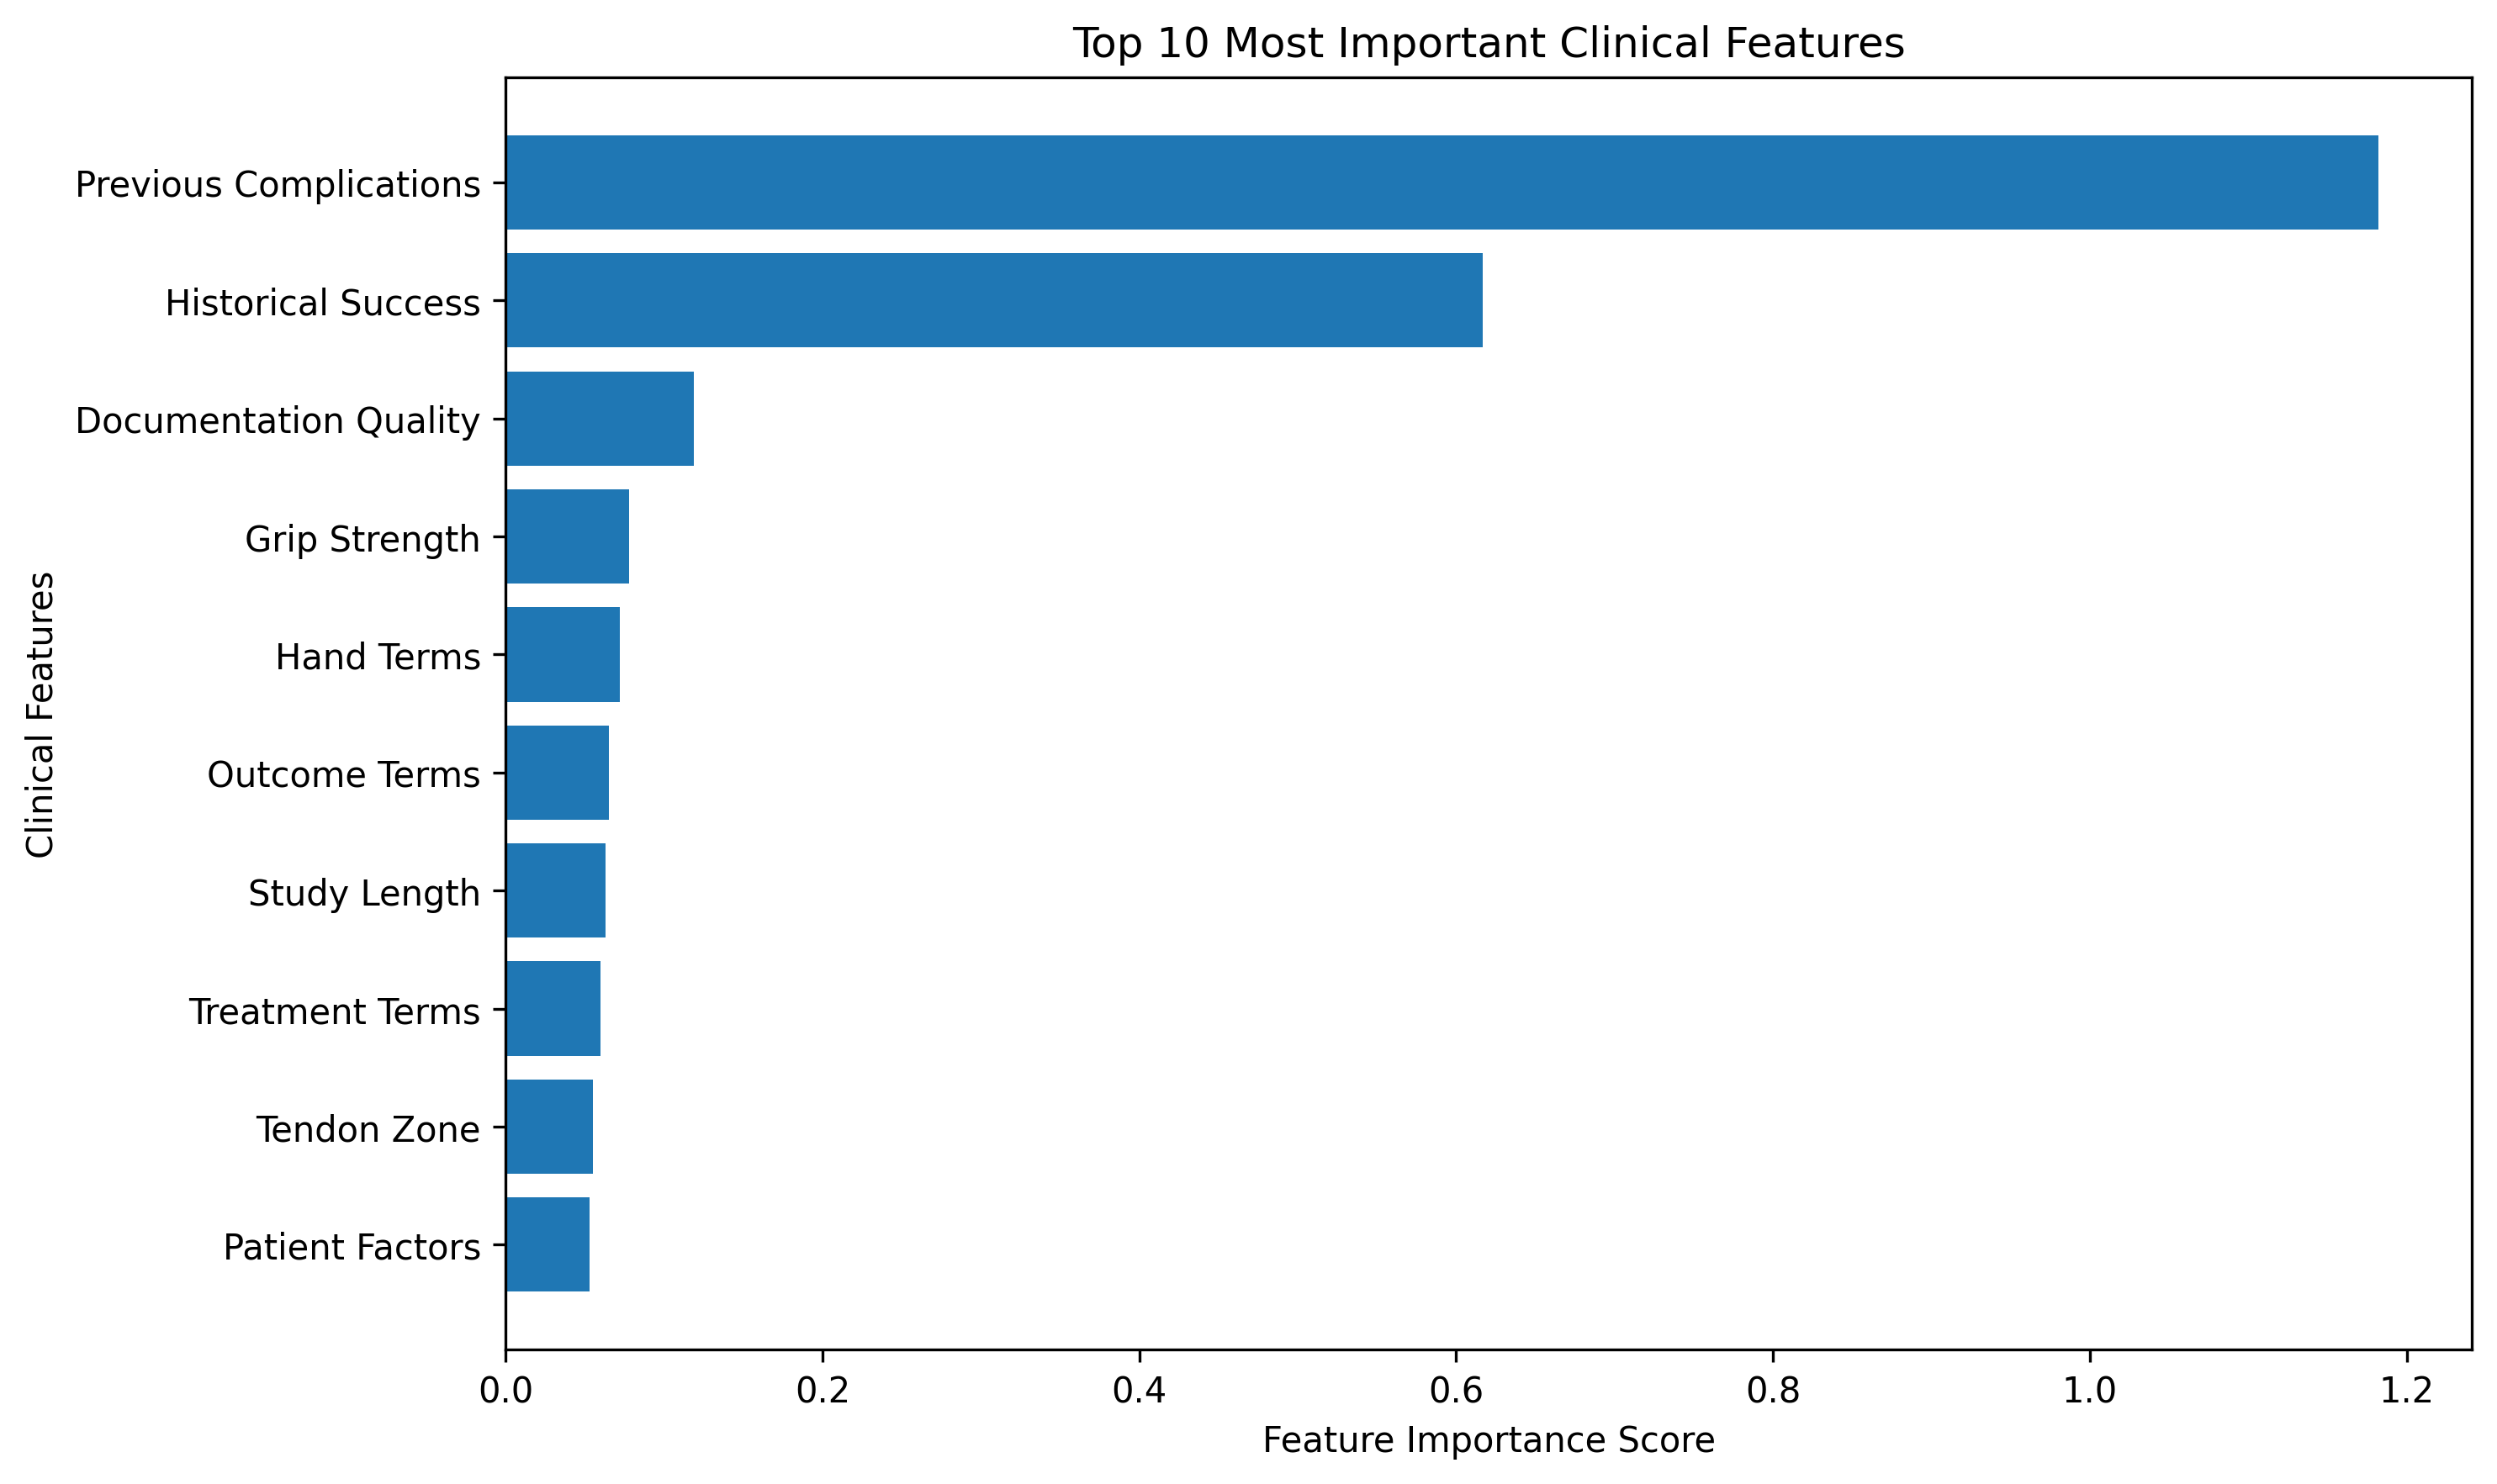 Top 10 Most Important Clinical Features
Clinical Features
Previous Complications
Historical Success
Documentation Quality
Grip Strength
Hand Terms
Outcome Terms
Study Length
Treatment Terms
Tendon Zone
Patient Factors
0.0 0.2 0.4 0.6 0.8 1.0 1.2
Feature Importance Score